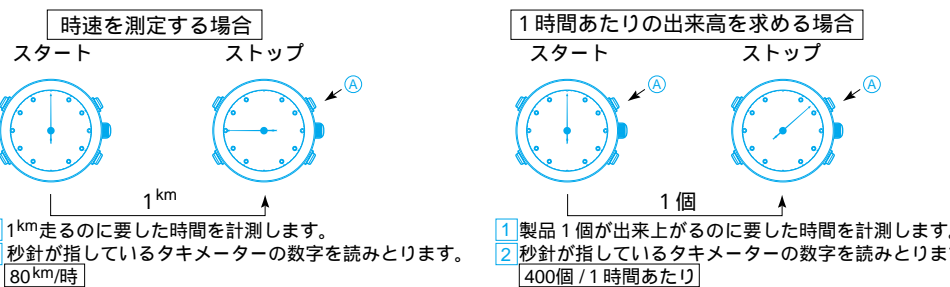 時速を測定する場合
スタート ストップ
Ⓐ
1km
1km走るのに要した時間を計測します。
秒針が指しているタキメーターの数字を読みとります。
80km/時
1時間あたりの出来高を求める場合
スタート ストップ
Ⓐ Ⓐ
1個
1 製品1個が出来上がるのに要した時間を計測します
2 秒針が指しているタキメーターの数字を読みとりま
400個/1時間あたり